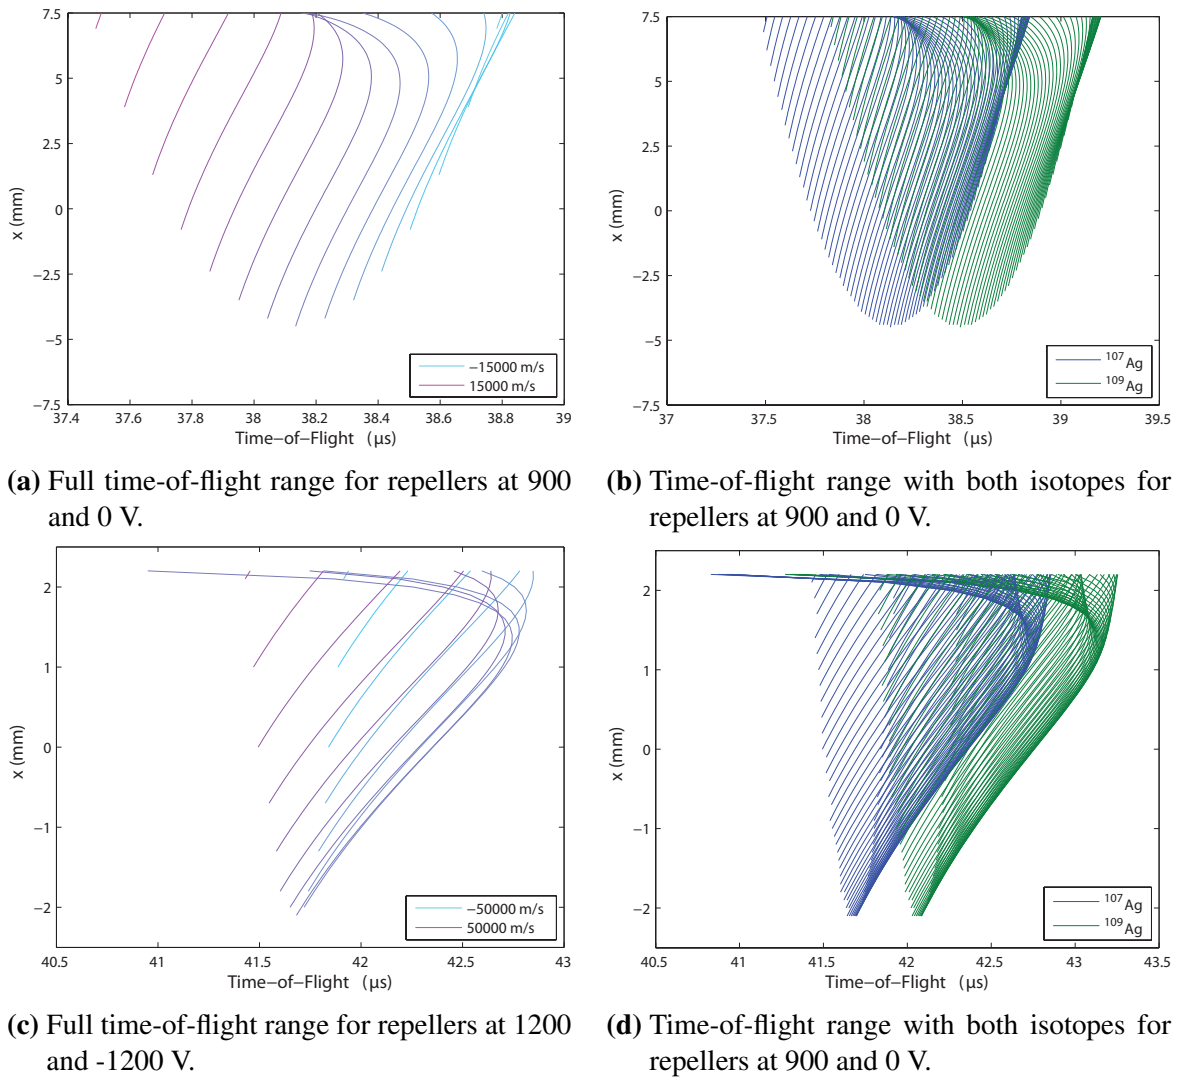 7.5
5
2.5
0
−2.5
−5
−7.5
x (mm)
37.4 37.6 37.8 38 38.2 38.4 38.6 38.8 39
Time−of−Flight (μs)
−15000 m/s
15000 m/s
7.5
5
2.5
0
−2.5
−5
−7.5
x (mm)
37 37.5 38 38.5 39 39.5
Time−of−Flight (μs)
107Ag
109Ag
(a) Full time-of-flight range for repellers at 900
and 0 V.
(b) Time-of-flight range with both isotopes for
repellers at 900 and 0 V.
2
1
0
−1
−2
x (mm)
40.5 41 41.5 42 42.5 43
Time−of−Flight (μs)
−50000 m/s
50000 m/s
2
1
0
−1
−2
x (mm)
40.5 41 41.5 42 42.5 43 43.5
Time−of−Flight (μs)
107Ag
109Ag
(c) Full time-of-flight range for repellers at 1200
and -1200 V.
(d) Time-of-flight range with both isotopes for
repellers at 900 and 0 V.